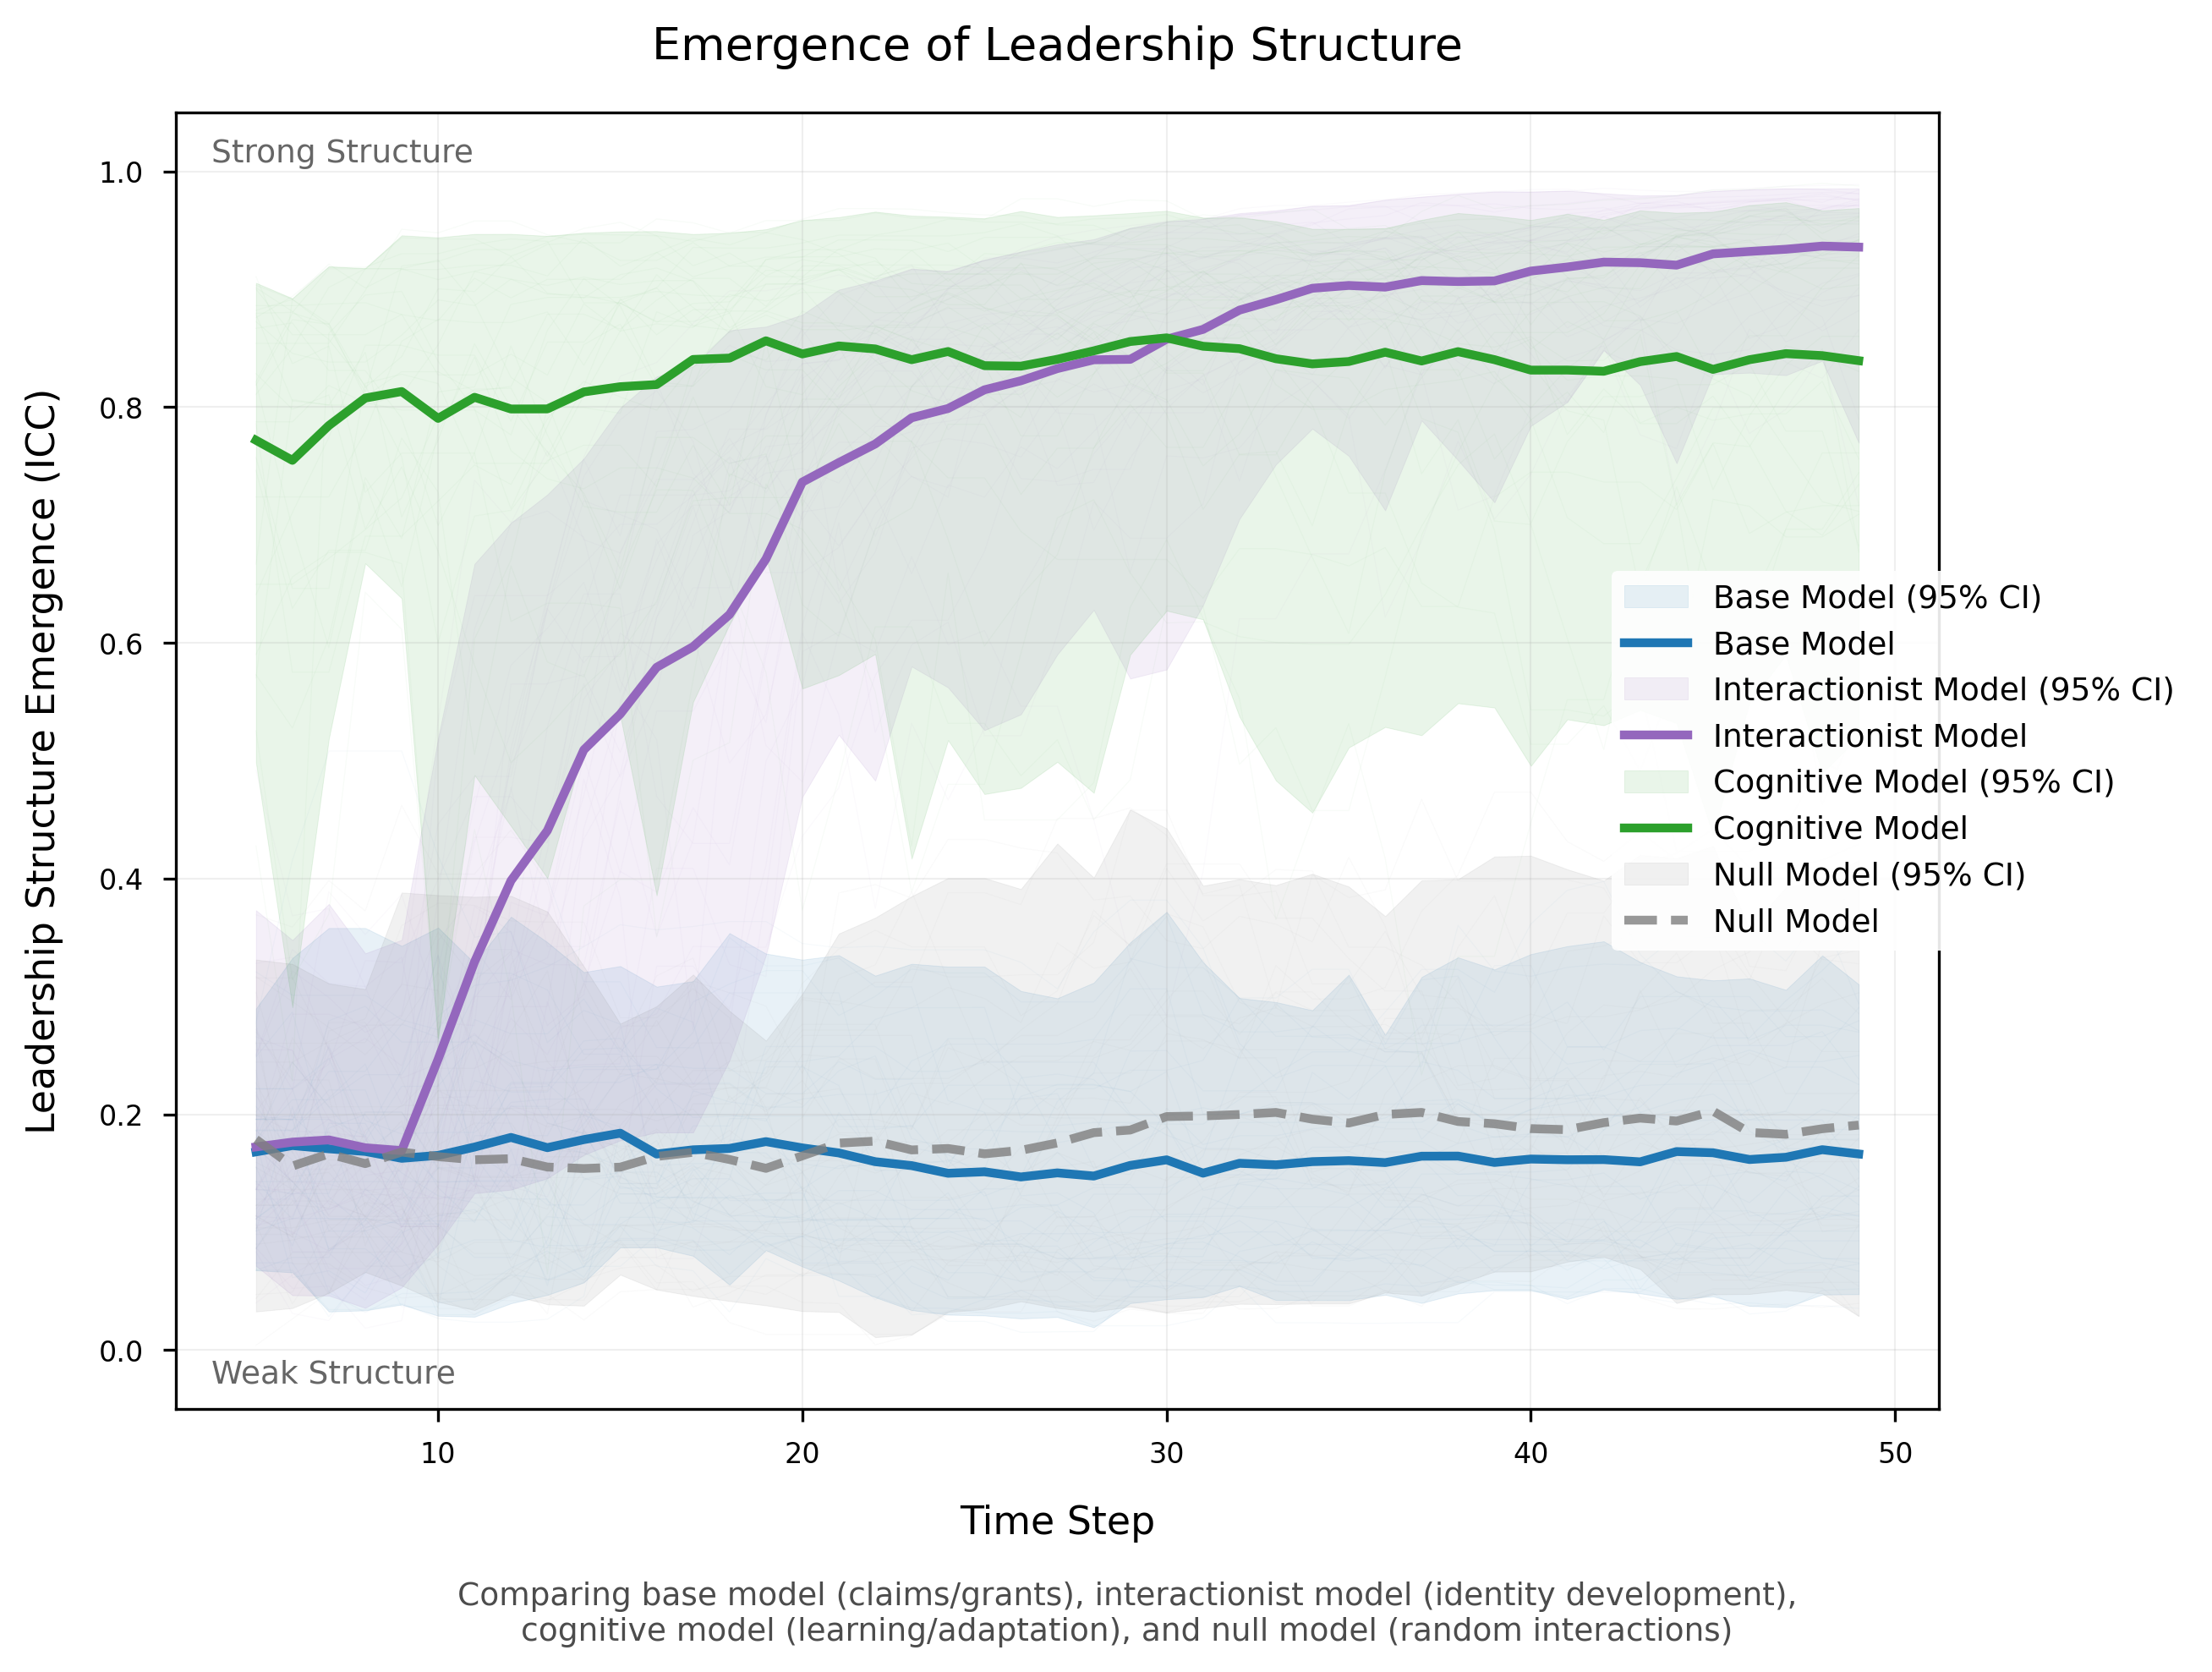 Emergence of Leadership Structure
Strong Structure
1.0
0.8
0.6
0.4
0.2
0.0
Leadership Structure Emergence (ICC)
Base Model (95% CI)
Base Model
Interactionist Model (95% CI)
Interactionist Model
Cognitive Model (95% CI)
Cognitive Model
Null Model (95% CI)
Null Model
Weak Structure
10 20 30 40 50
Time Step
Comparing base model (claims/grants), interactionist model (identity development),
cognitive model (learning/adaptation), and null model (random interactions)